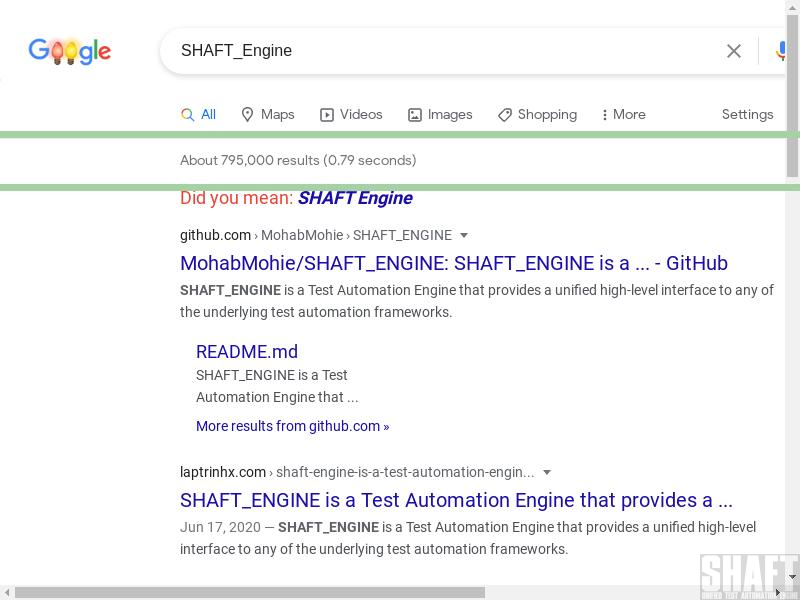 Google
SHAFT_Engine
All Maps Videos Images Shopping More Settings
About 795,000 results (0.79 seconds)
Did you mean: SHAFT Engine
github.com › MohabMohie › SHAFT_ENGINE
MohabMohie/SHAFT_ENGINE: SHAFT_ENGINE is a ... - GitHub
SHAFT_ENGINE is a Test Automation Engine that provides a unified high-level interface to any of
the underlying test automation frameworks.
README.md
SHAFT_ENGINE is a Test
Automation Engine that ...
More results from github.com »
laptrinhx.com › shaft-engine-is-a-test-automation-engin...
SHAFT_ENGINE is a Test Automation Engine that provides a ...
Jun 17, 2020 — SHAFT_ENGINE is a Test Automation Engine that provides a unified high-level
interface to any of the underlying test automation frameworks.
SHAFT